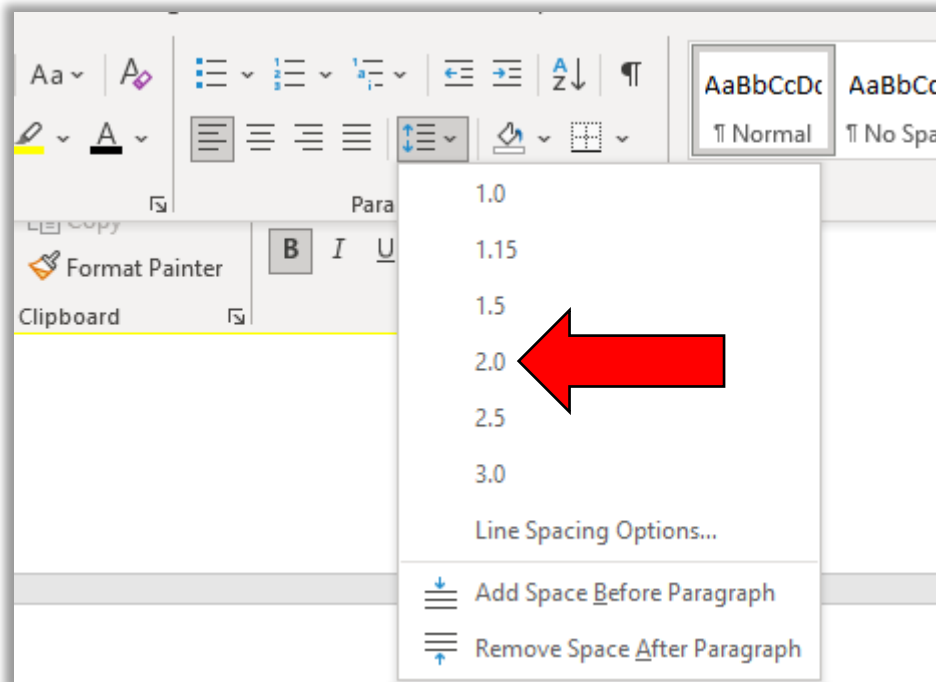 Aa
AaBbCcDc AaBbCc
¶ Normal ¶ No Spa
Para
Copy
Format Painter
B I U
Clipboard
1.0
1.15
1.5
2.0
2.5
3.0
Line Spacing Options...
Add Space Before Paragraph
Remove Space After Paragraph